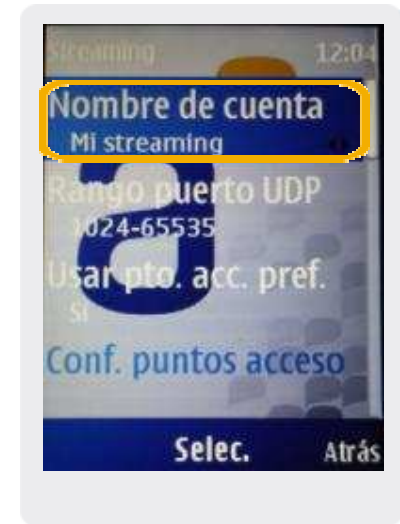 Streaming 12:04
Nombre de cuenta
Mi streaming
Rango puerto UDP
1024-65535
Usar pto. acc. pref.
Sí
Conf. puntos acceso
Selec. Atrás